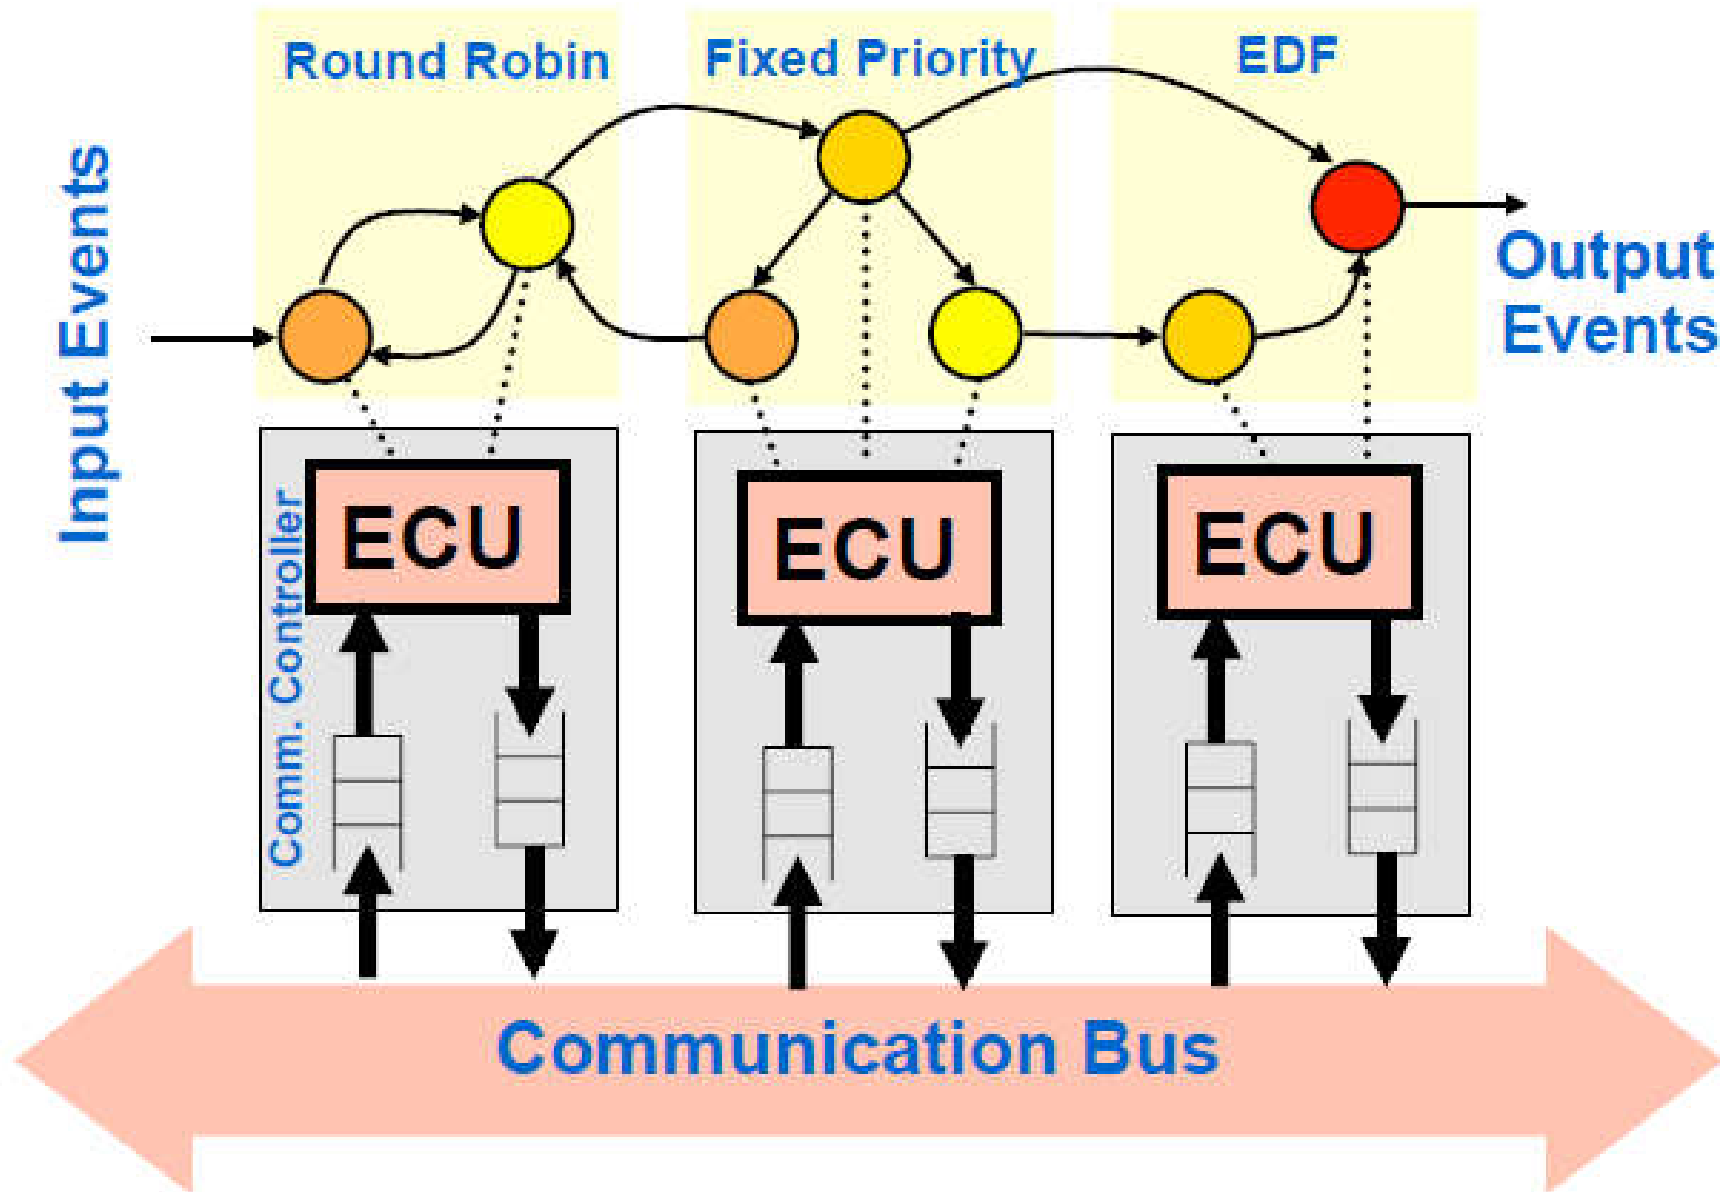 Round Robin
Fixed Priority
EDF
Input Events
Output
Events
Comm. Controller
ECU
ECU
ECU
Communication Bus